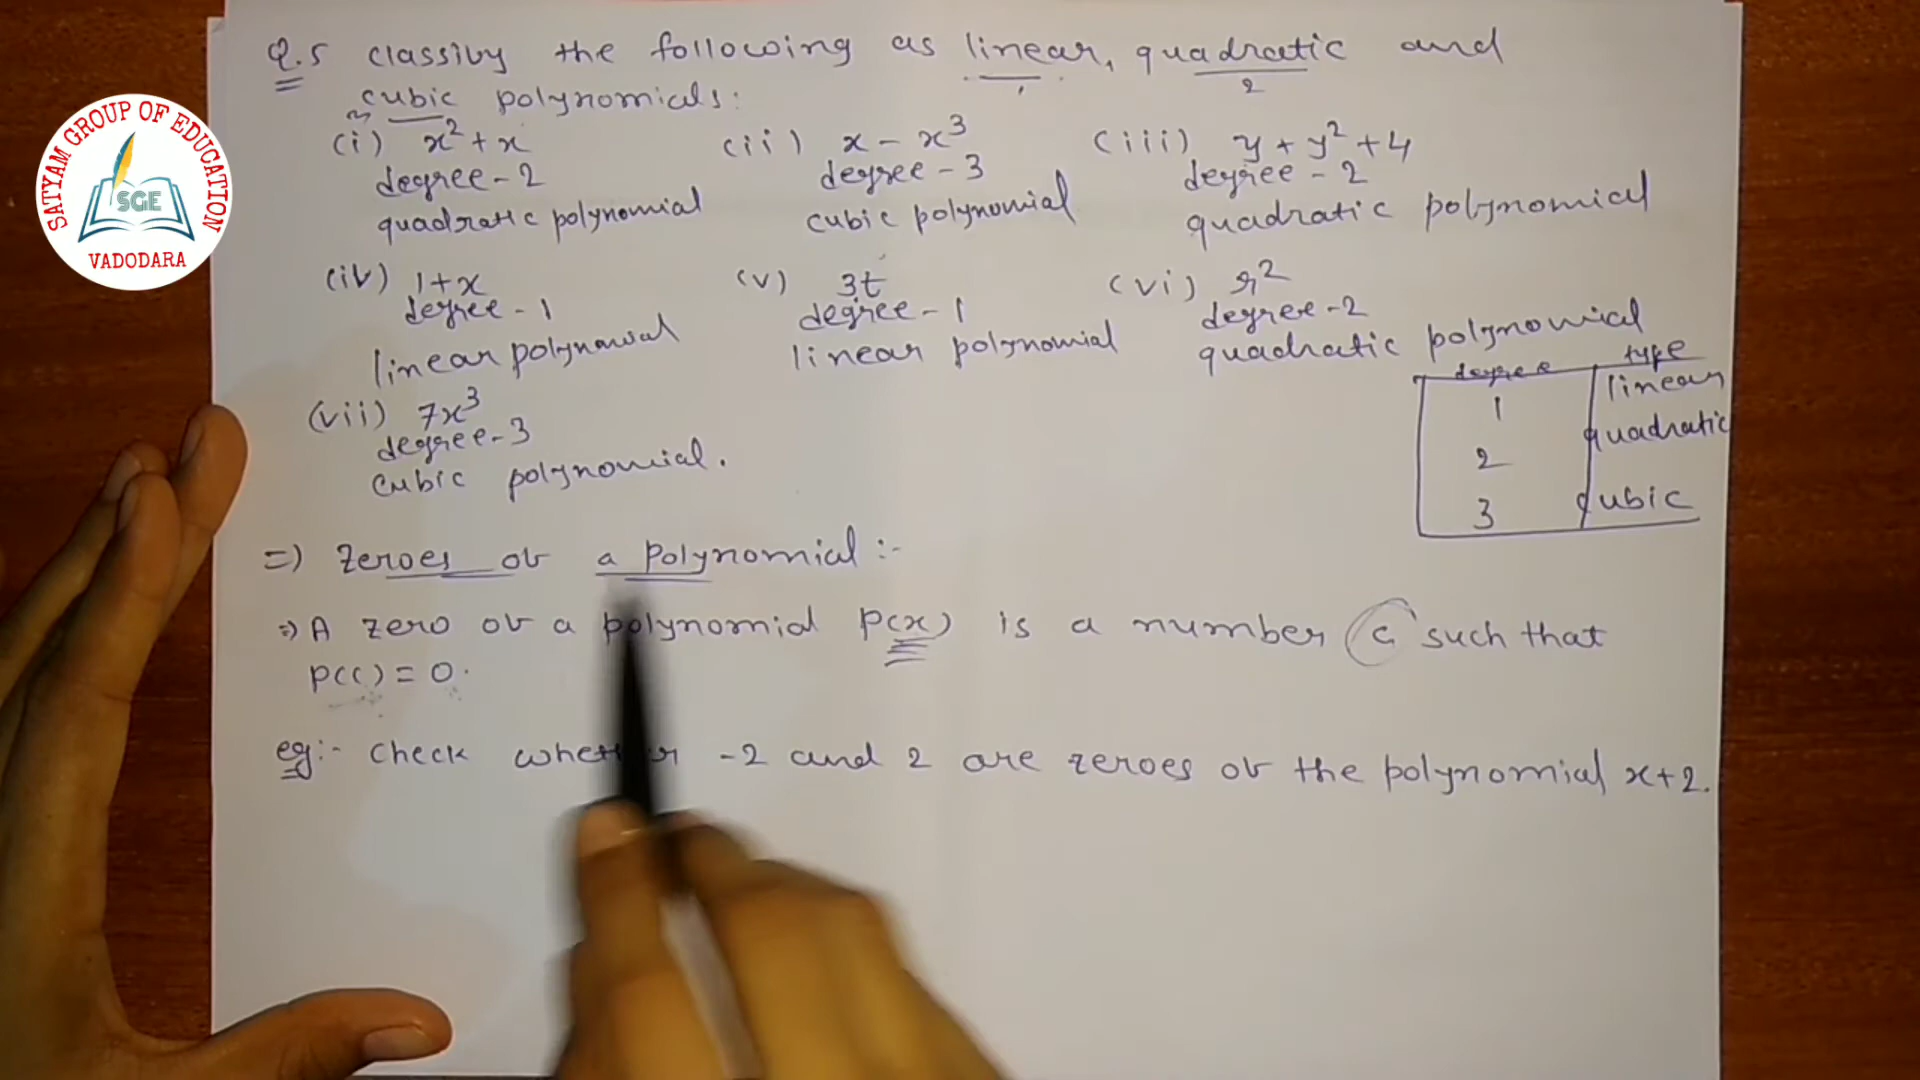 SATYAM GROUP OF EDUCATION
SGE
VADODARA
Q.5 classify the following as linear, quadratic and
1 2
cubic polynomials:
3
(i) x²+x (ii) x - x³ (iii) y + y² + 4
degree - 2 degree - 3 degree - 2
quadratic polynomial cubic polynomial quadratic polynomial
(iv) 1+x (v) 3t (vi) r²
degree - 1 degree - 1 degree - 2
linear polynomial linear polynomial quadratic polynomial
degree type
1 linear
2 quadratic
3 cubic
(vii) 7x³
degree - 3
cubic polynomial.
=) Zeroes of a polynomial :-
=) A zero of a polynomial P(x) is a number c such that
P(c) = 0.
eg:- Check whether -2 and 2 are zeroes of the polynomial x+2.